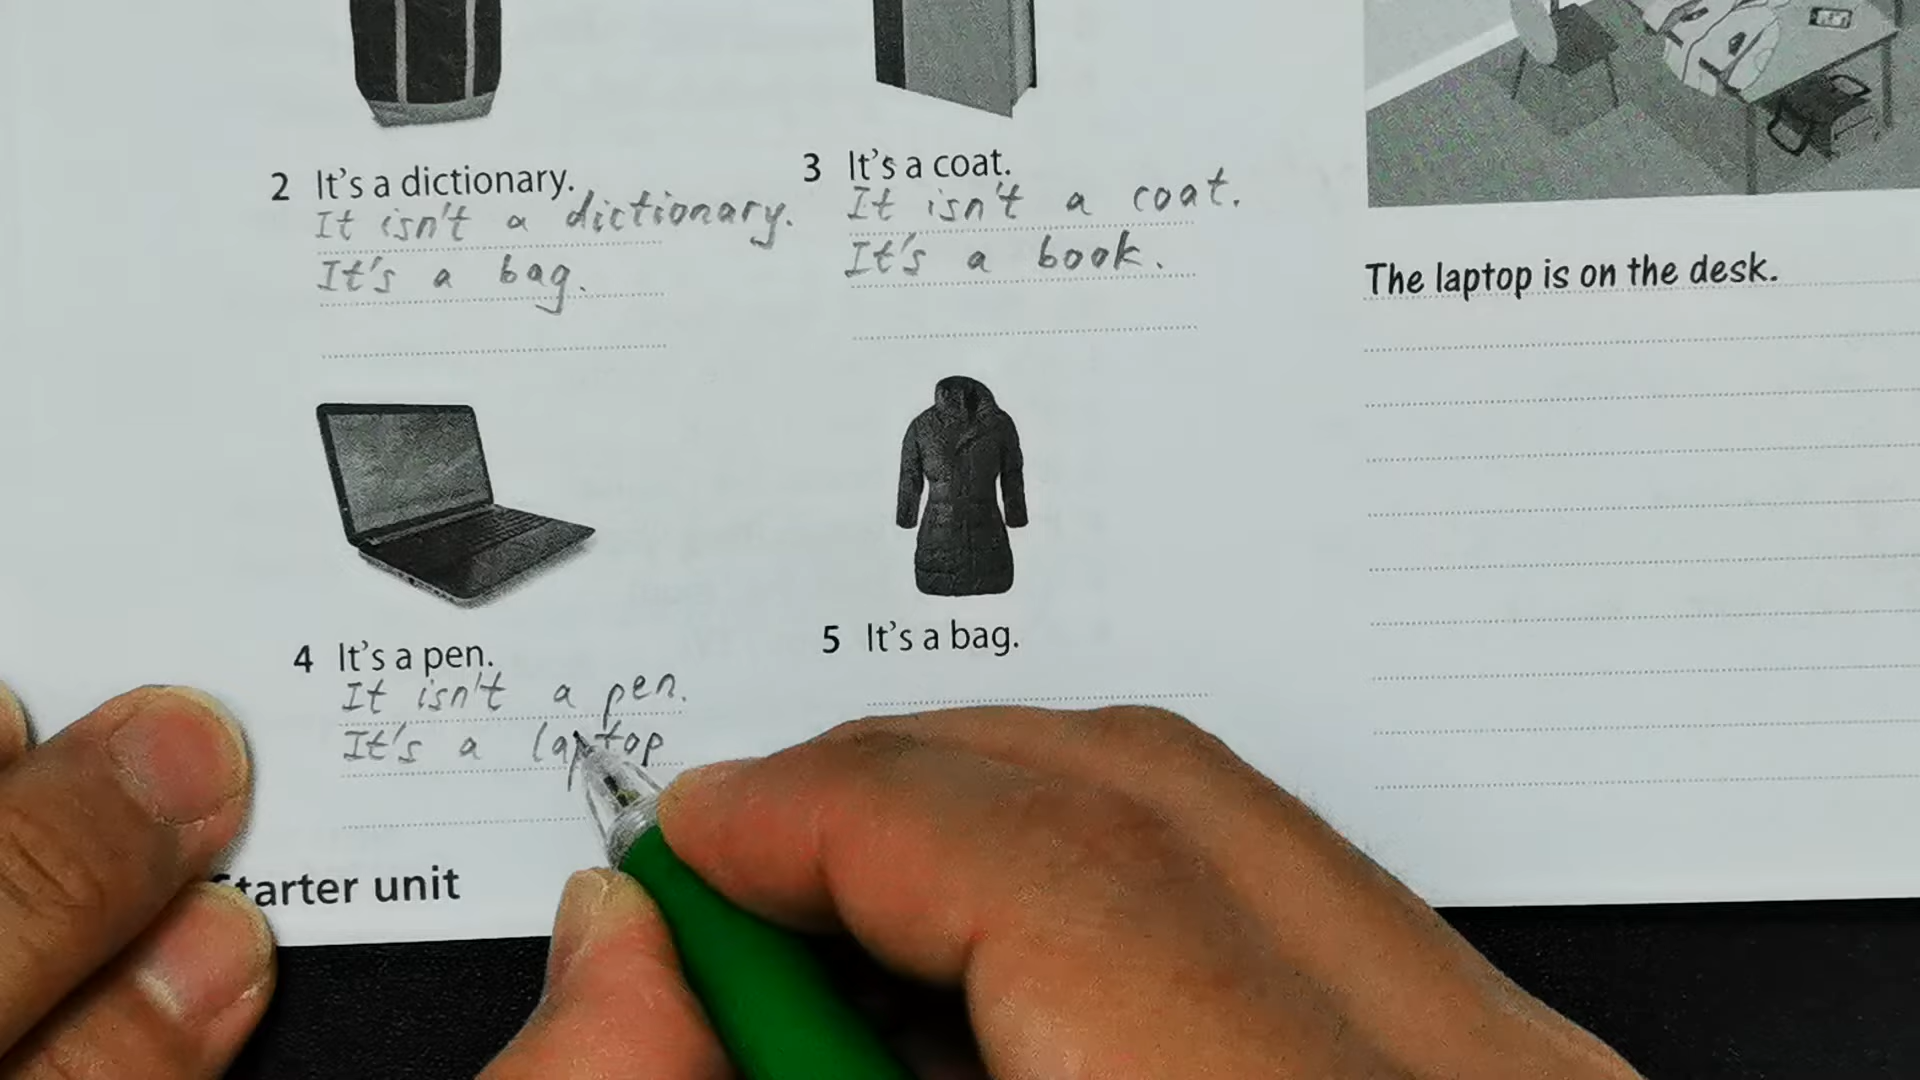 2 It's a dictionary.
It isn't a dictionary.
It's a bag.
3 It's a coat.
It isn't a coat.
It's a book.
4 It's a pen.
It isn't a pen.
It's a laptop
5 It's a bag.
The laptop is on the desk.
Starter unit